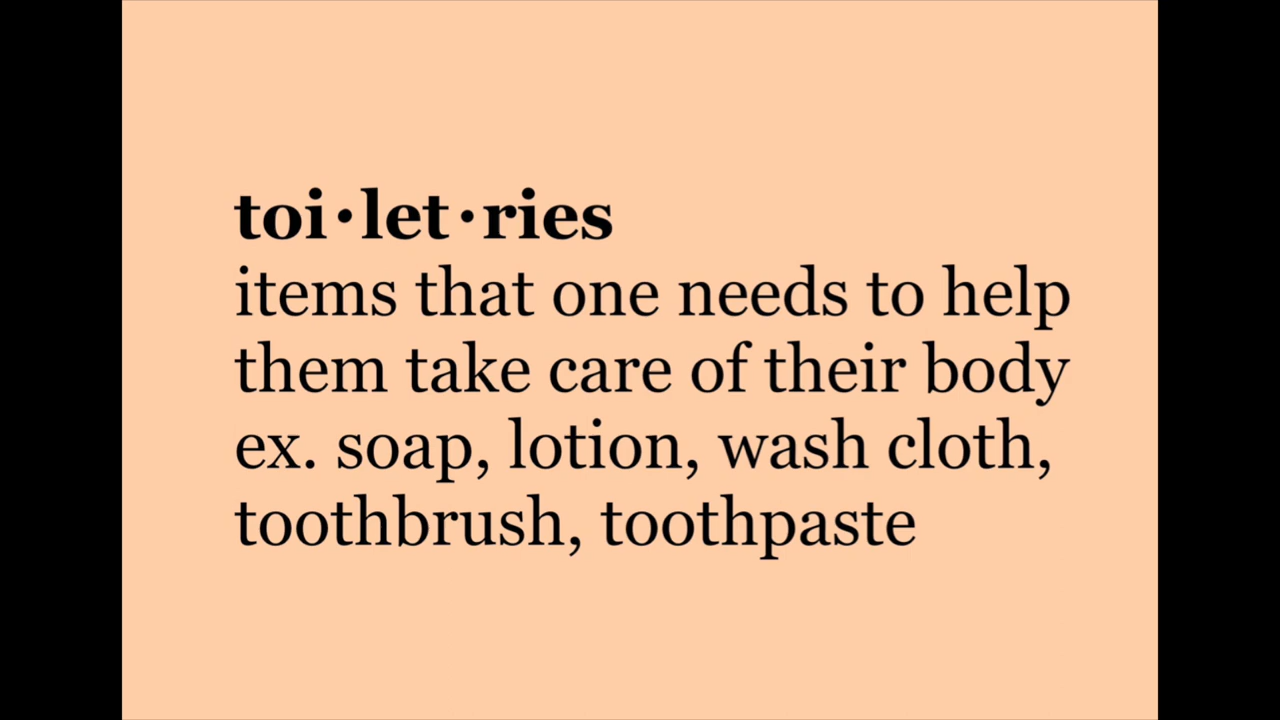 toi·let·ries
items that one needs to help
them take care of their body
ex. soap, lotion, wash cloth,
toothbrush, toothpaste